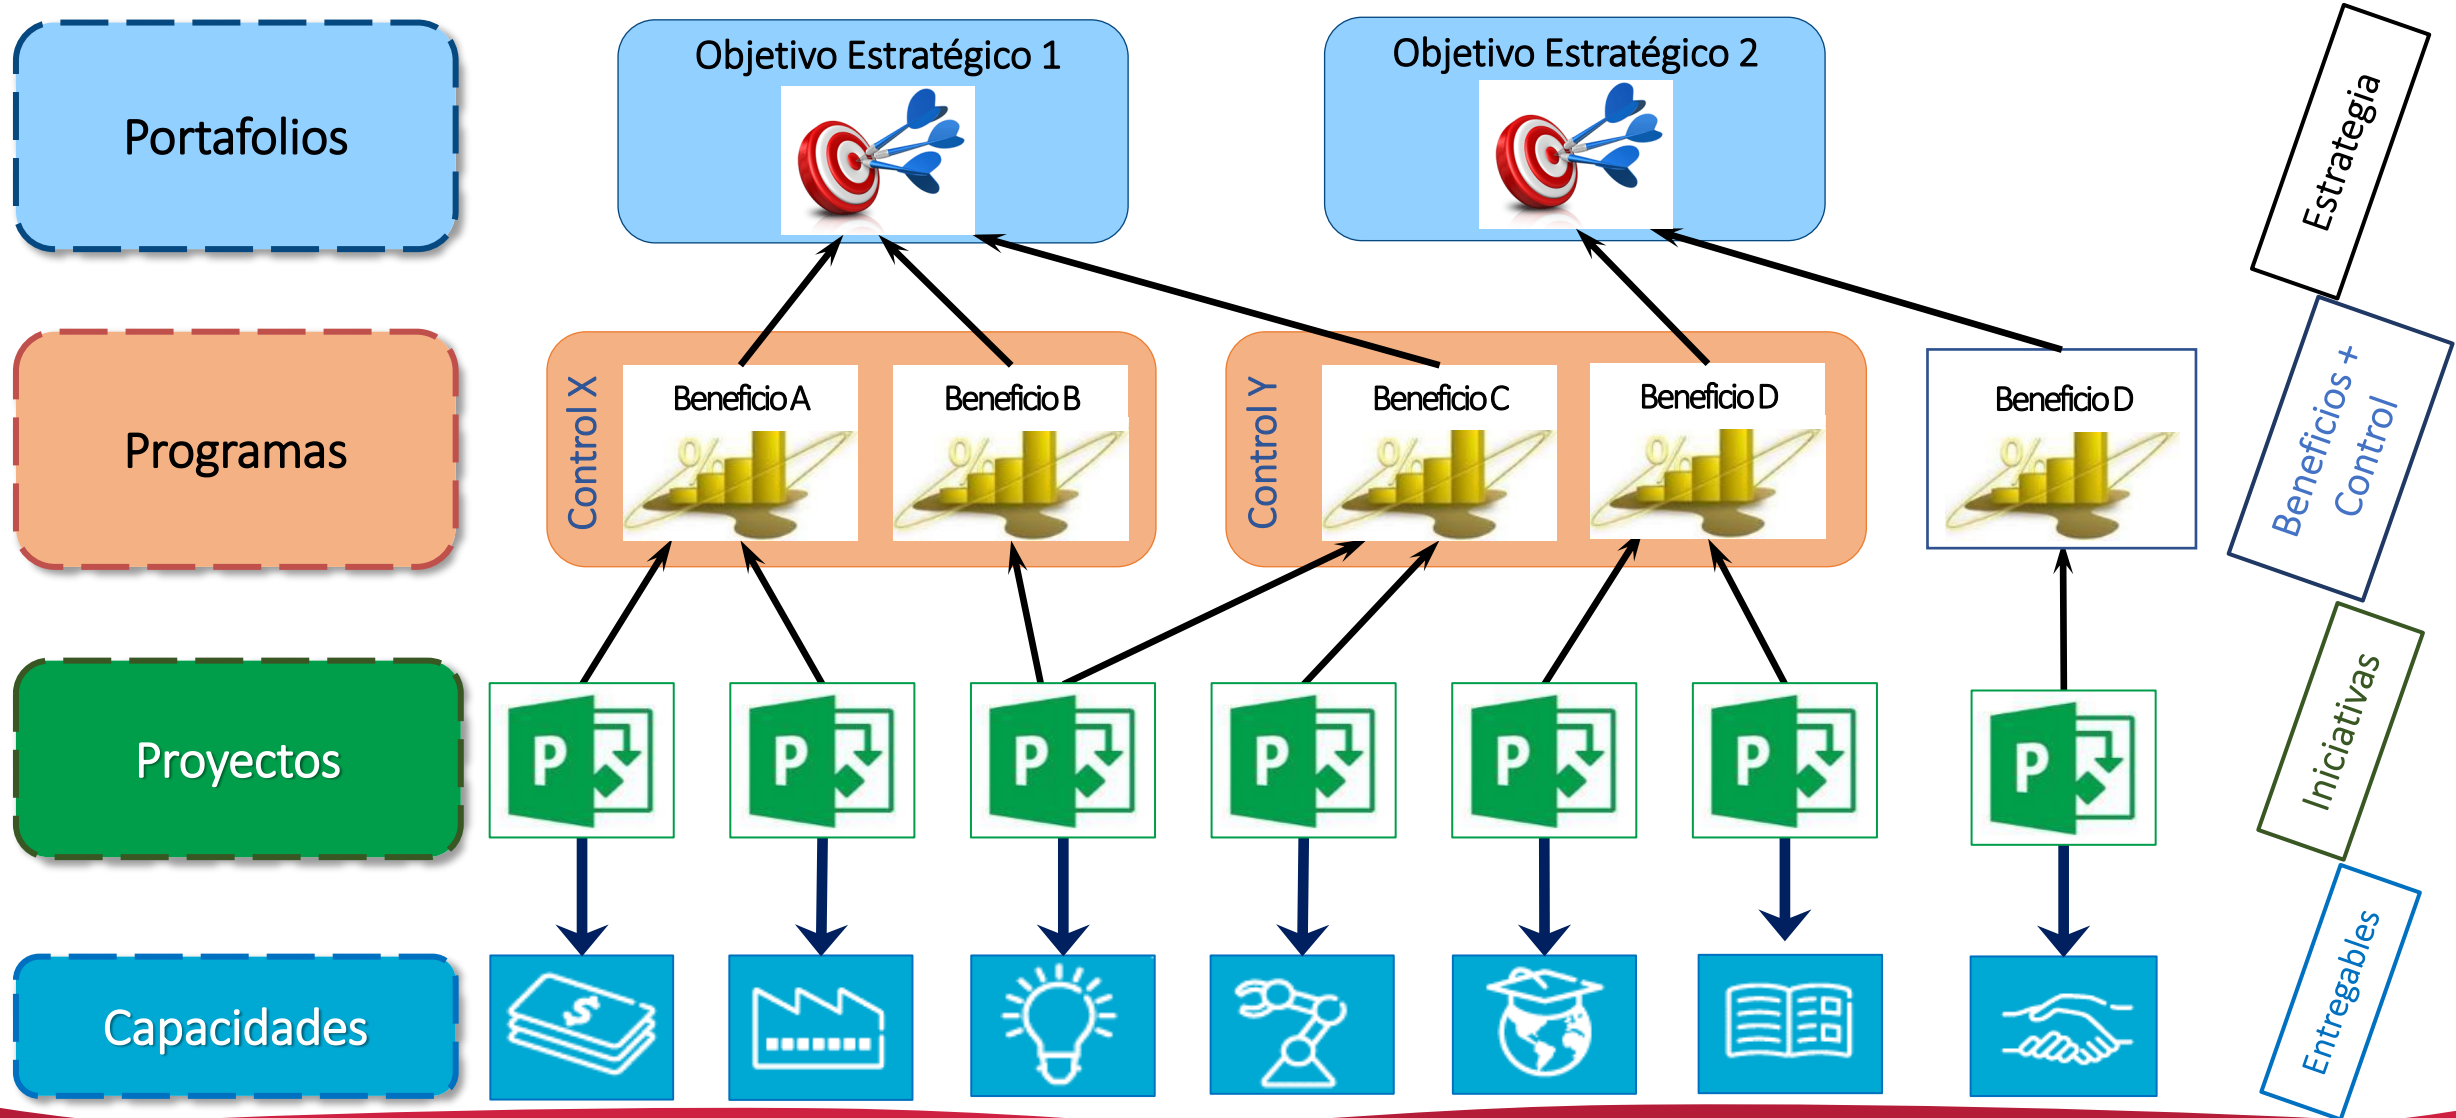 Portafolios
Objetivo Estratégico 1
Objetivo Estratégico 2
Estrategia
Programas
Control X
Beneficio A
Beneficio B
Control Y
Beneficio C
Beneficio D
Beneficio D
Beneficios +
Control
Proyectos
P
P
P
P
P
P
P
Iniciativas
Capacidades
$
Entregables
%
%
%
%
%